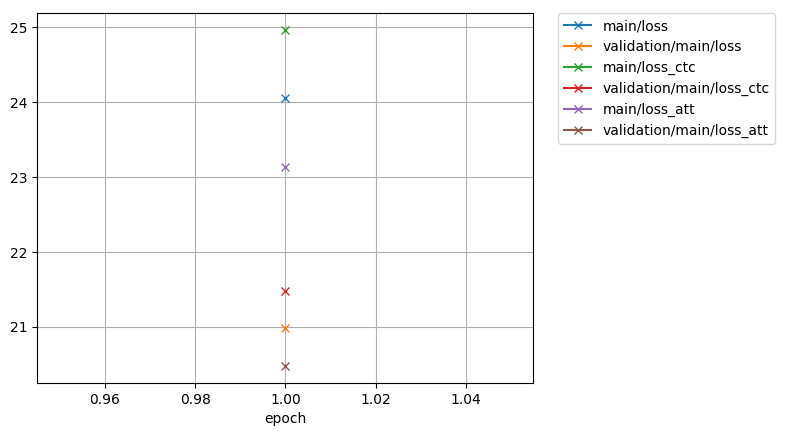 25
24
23
22
21
0.96 0.98 1.00 1.02 1.04
epoch
main/loss
validation/main/loss
main/loss_ctc
validation/main/loss_ctc
main/loss_att
validation/main/loss_att